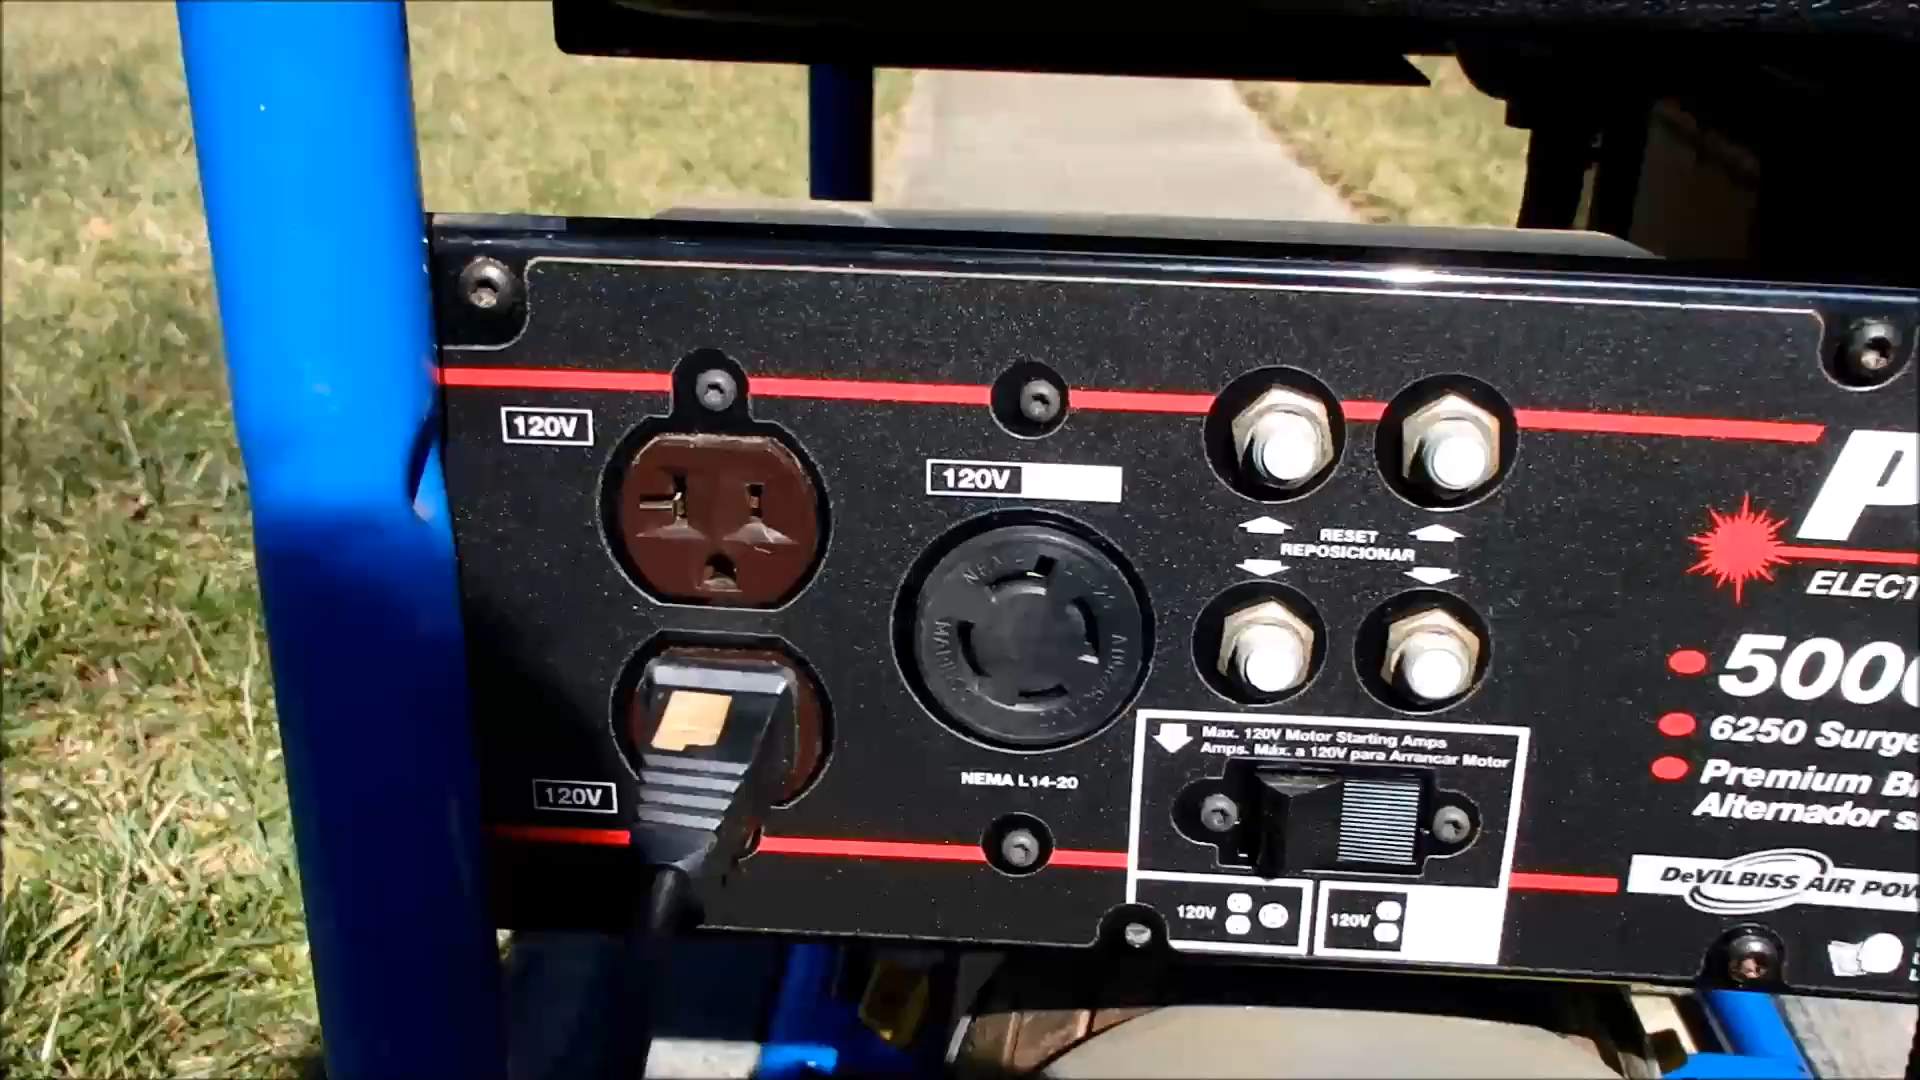 120V
120V
RESET
REPOSICIONAR
ELECT
5000
6250 Surge
Premium B
Alternador s
120V
NEMA L14-20
Max. 120V Motor Starting Amps
Amps. Máx. a 120V para Arrancar Motor
120V
120V
DeVILBISS AIR POW